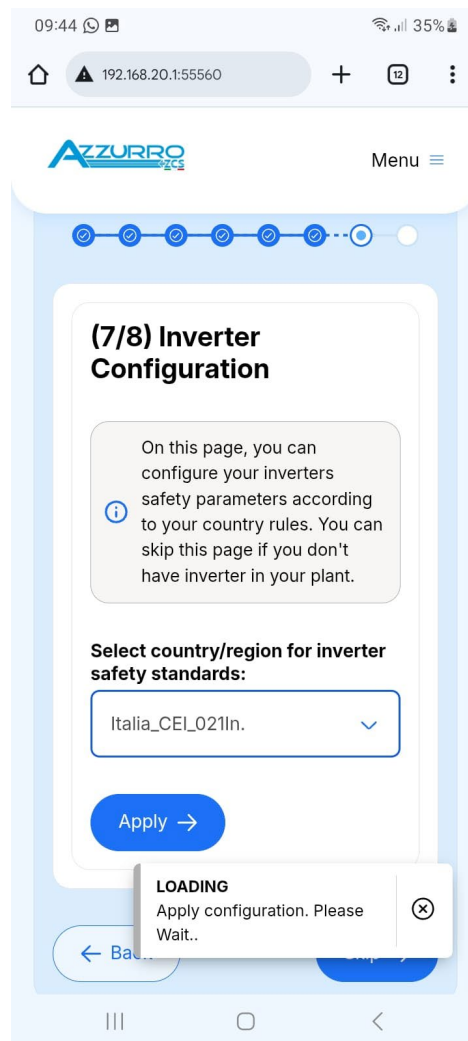 09:44
35%
192.168.20.1:55560
12
AZZURRO
ZCS
Menu
(7/8) Inverter
Configuration
On this page, you can
configure your inverters
safety parameters according
to your country rules. You can
skip this page if you don't
have inverter in your plant.
Select country/region for inverter
safety standards:
Italia_CEI_021In.
Apply
LOADING
Apply configuration. Please
Wait..